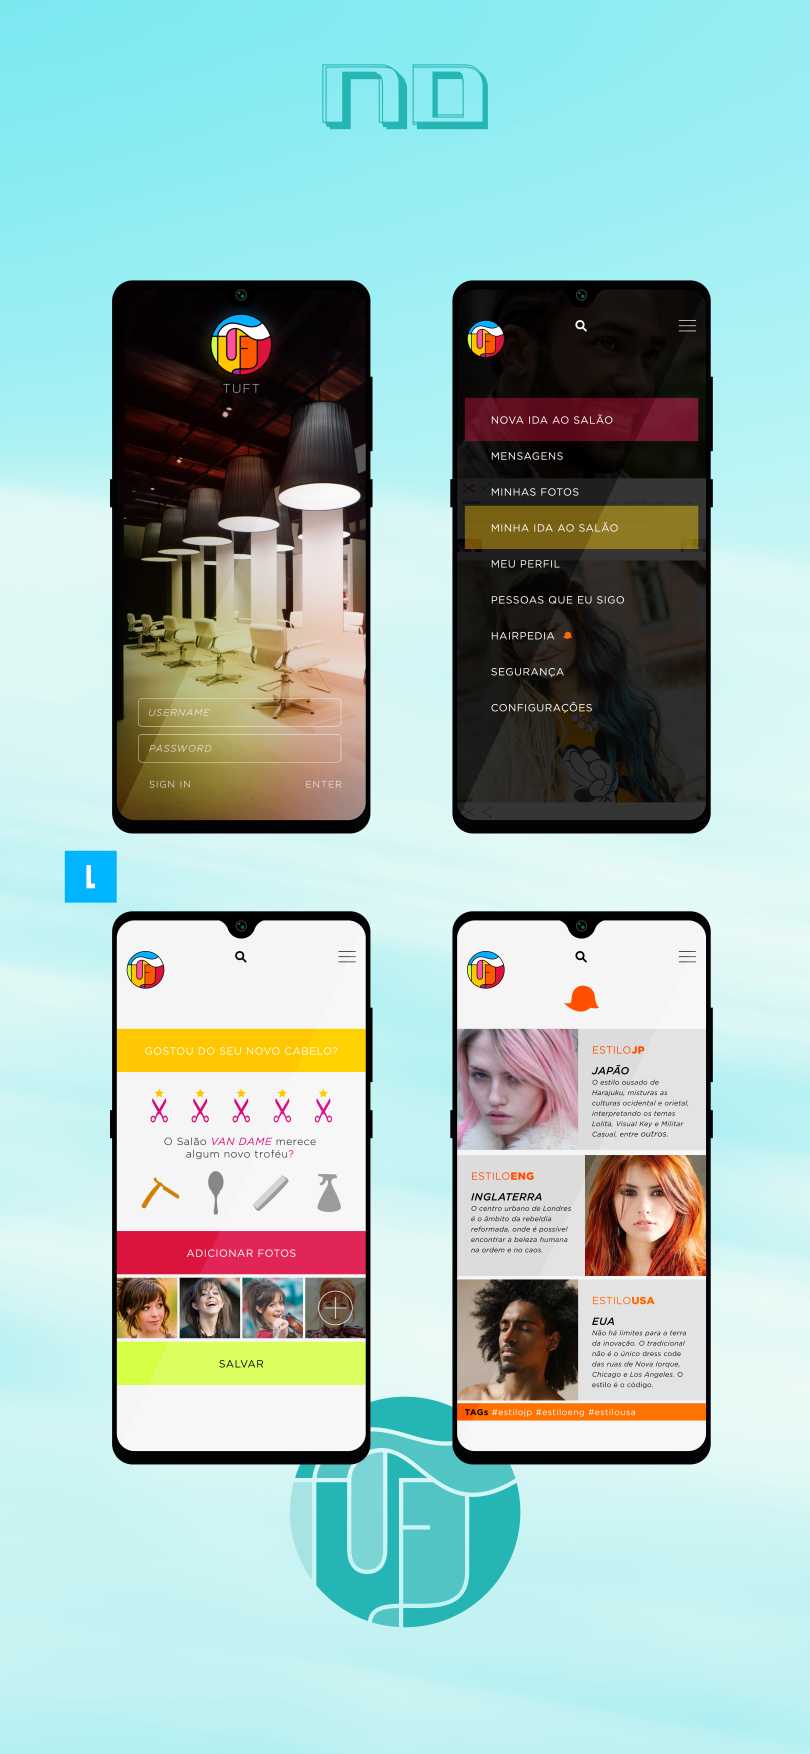 ND
TUFT
USERNAME
PASSWORD
SIGN IN
ENTER
NOVA IDA AO SALÃO
MENSAGENS
MINHAS FOTOS
MINHA IDA AO SALÃO
MEU PERFIL
PESSOAS QUE EU SIGO
HAIRPEDIA
SEGURANÇA
CONFIGURAÇÕES
L
GOSTOU DO SEU NOVO CABELO?
O Salão VAN DAME merece
algum novo troféu?
ADICIONAR FOTOS
SALVAR
ESTILOJP
JAPÃO
O estilo ousado de
Harajuku, misturas as
culturas ocidental e orietal,
interpretando os temas
Lolita, Visual Key e Militar
Casual, entre outros.
ESTILOENG
INGLATERRA
O centro urbano de Londres
é o âmbito da rebeldia
reformada, onde é possível
encontrar a beleza humana
na ordem e no caos.
ESTILOUSA
EUA
Não há limites para a terra
da inovação. O tradicional
não é o único dress code
das ruas de Nova Iorque,
Chicago e Los Angeles. O
estilo é o código.
TAGs #estilojp #estiloeng #estilousa